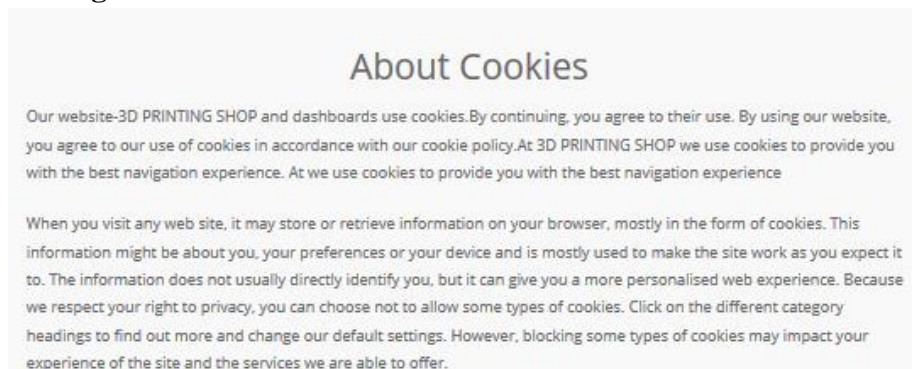 About Cookies
Our website-3D PRINTING SHOP and dashboards use cookies.By continuing, you agree to their use. By using our website,
you agree to our use of cookies in accordance with our cookie policy.At 3D PRINTING SHOP we use cookies to provide you
with the best navigation experience. At we use cookies to provide you with the best navigation experience
When you visit any web site, it may store or retrieve information on your browser, mostly in the form of cookies. This
information might be about you, your preferences or your device and is mostly used to make the site work as you expect it
to. The information does not usually directly identify you, but it can give you a more personalised web experience. Because
we respect your right to privacy, you can choose not to allow some types of cookies. Click on the different category
headings to find out more and change our default settings. However, blocking some types of cookies may impact your
experience of the site and the services we are able to offer.